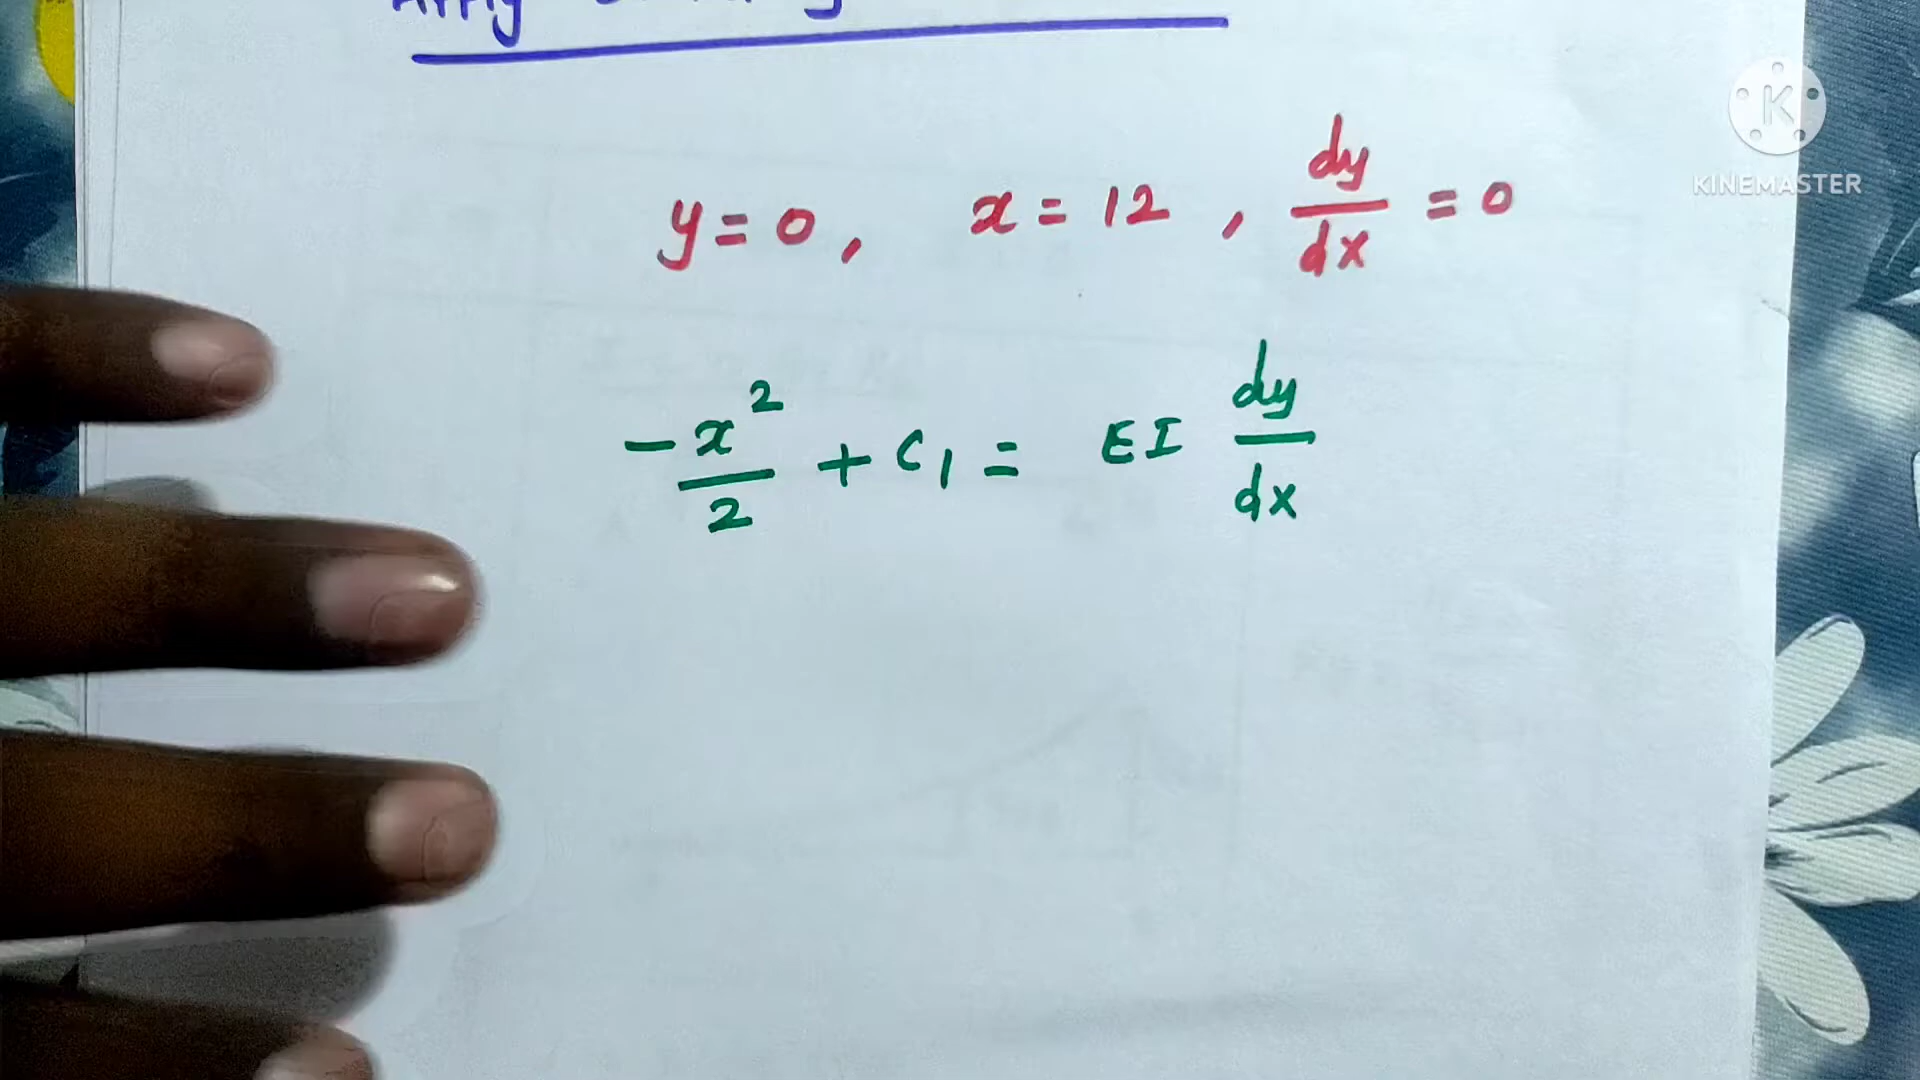 KINEMASTER
y = 0, x = 12, dy/dx = 0
-x²/2 + C₁ = EI dy/dx